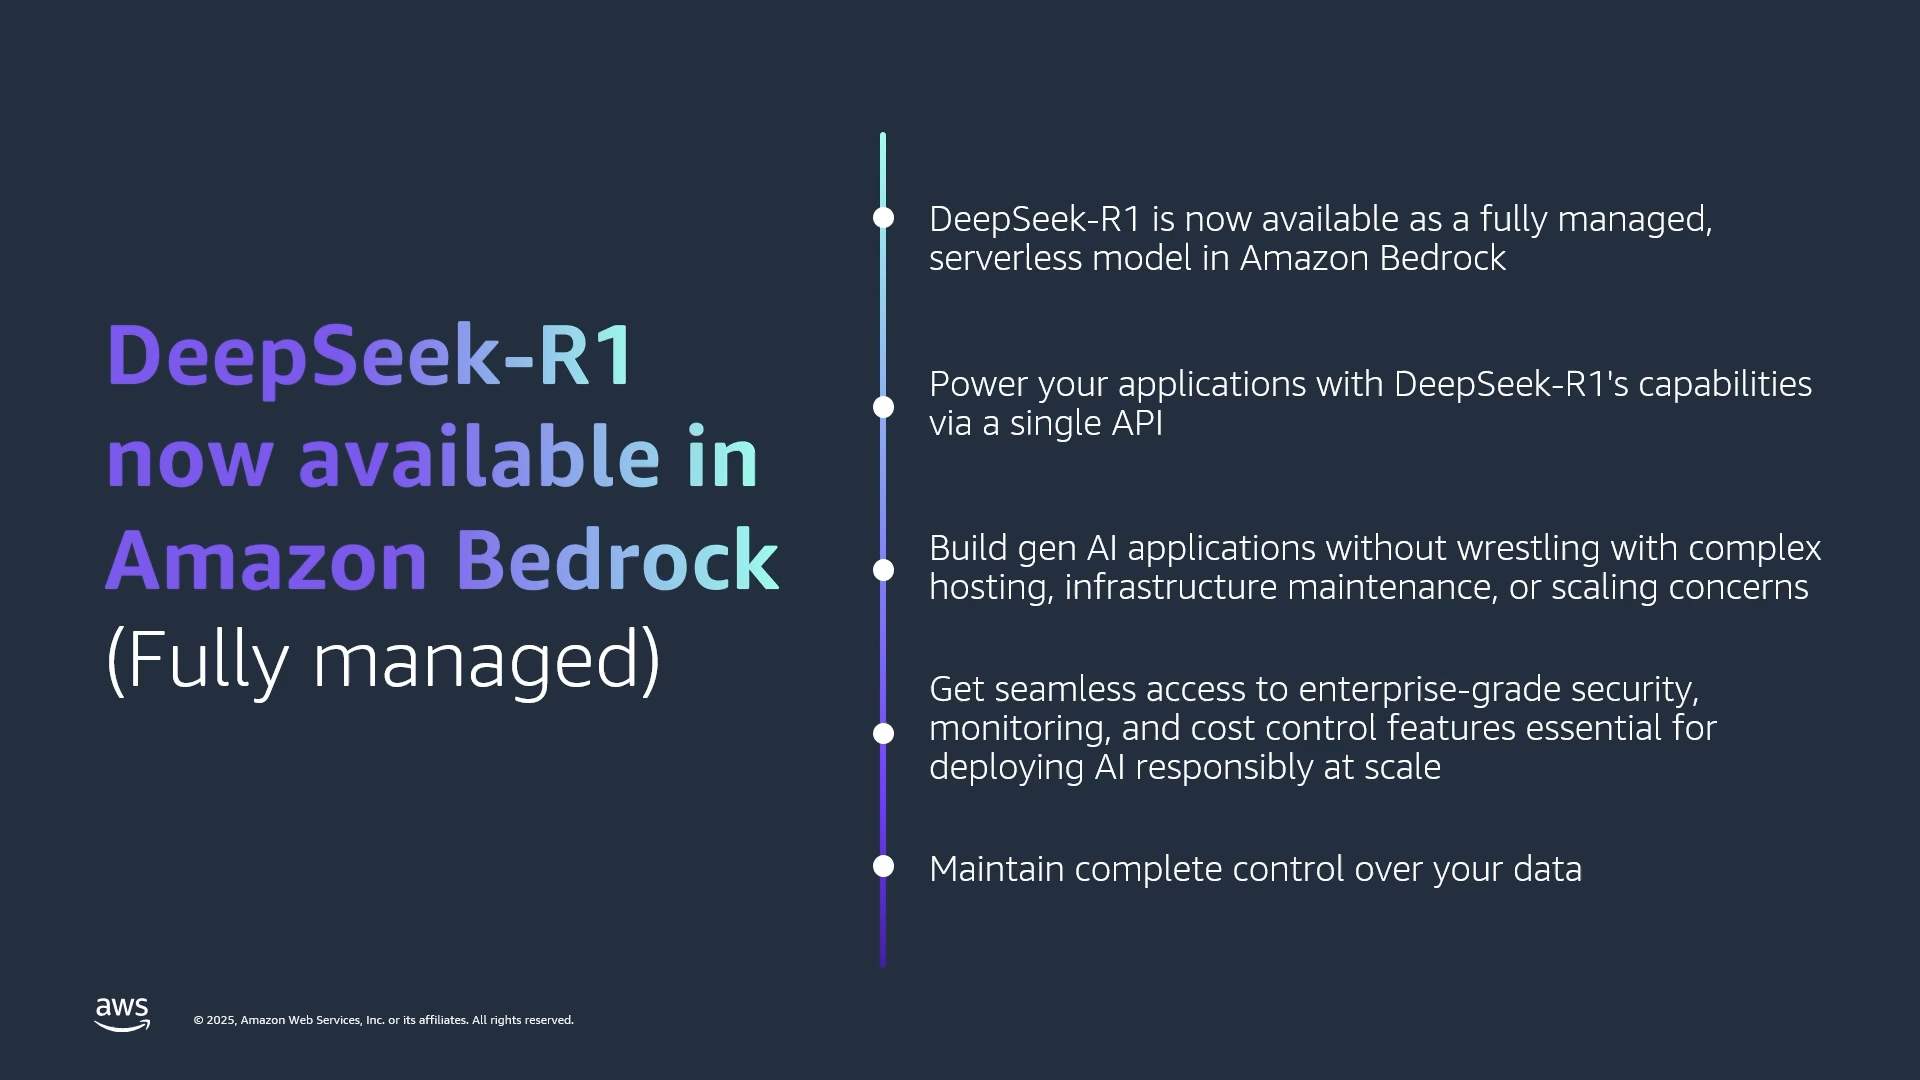 DeepSeek-R1
now available in
Amazon Bedrock
(Fully managed)
DeepSeek-R1 is now available as a fully managed,
serverless model in Amazon Bedrock
Power your applications with DeepSeek-R1's capabilities
via a single API
Build gen AI applications without wrestling with complex
hosting, infrastructure maintenance, or scaling concerns
Get seamless access to enterprise-grade security,
monitoring, and cost control features essential for
deploying AI responsibly at scale
Maintain complete control over your data
aws
© 2025, Amazon Web Services, Inc. or its affiliates. All rights reserved.